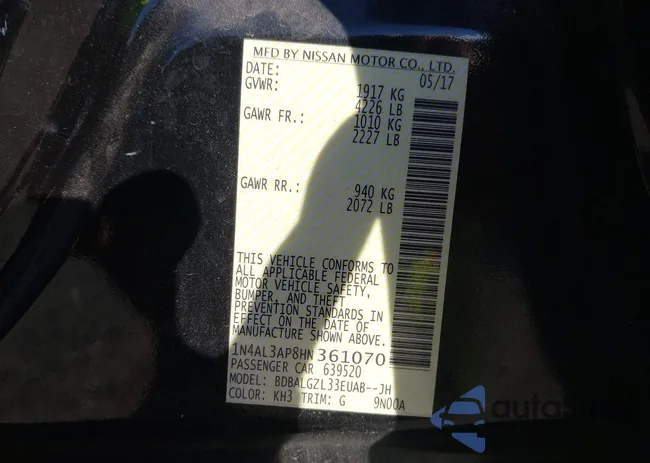 MFD BY NISSAN MOTOR CO., LTD.
DATE: 05/17
GVWR: 1917 KG
4226 LB
GAWR FR.: 1010 KG
2227 LB
GAWR RR.: 940 KG
2072 LB
THIS VEHICLE CONFORMS TO
ALL APPLICABLE FEDERAL
MOTOR VEHICLE SAFETY,
BUMPER, AND THEFT
PREVENTION STANDARDS IN
EFFECT ON THE DATE OF
MANUFACTURE SHOWN ABOVE.
1N4AL3AP8HN361070
PASSENGER CAR 639520
MODEL: BDBALGZL33EUAB--JH
COLOR: KH3 TRIM: G 9N00A